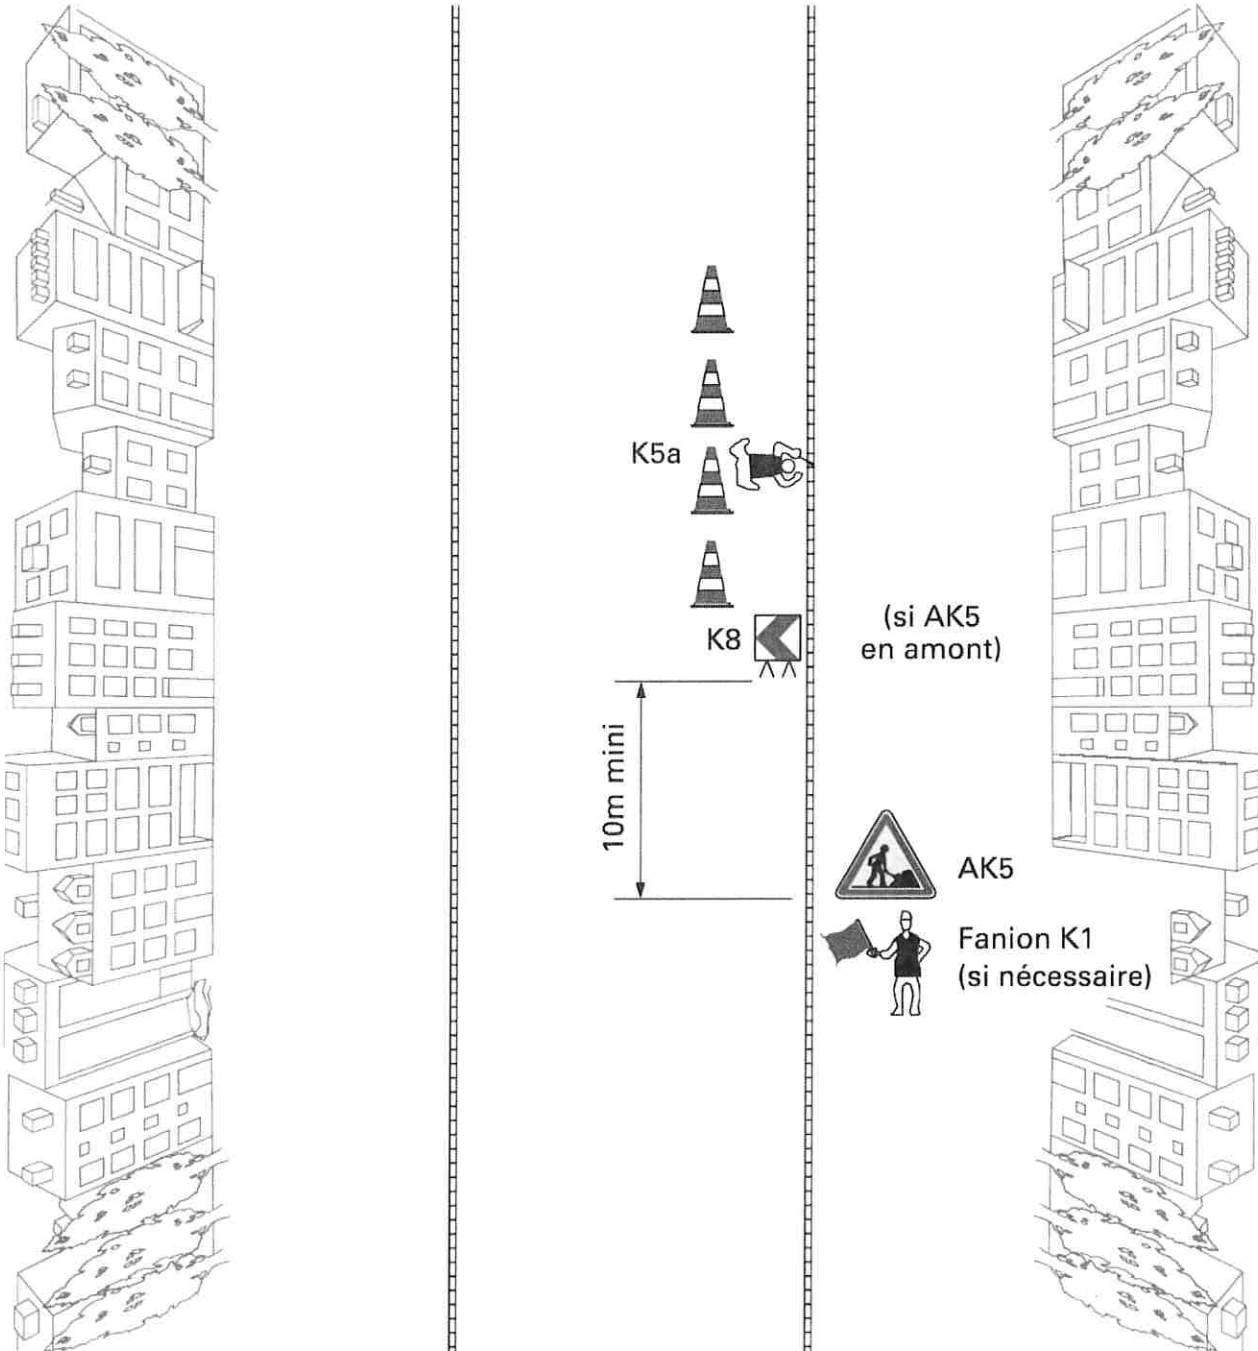 K5a
K8
(si AK5
en amont)
10m mini
AK5
Fanion K1
(si nécessaire)